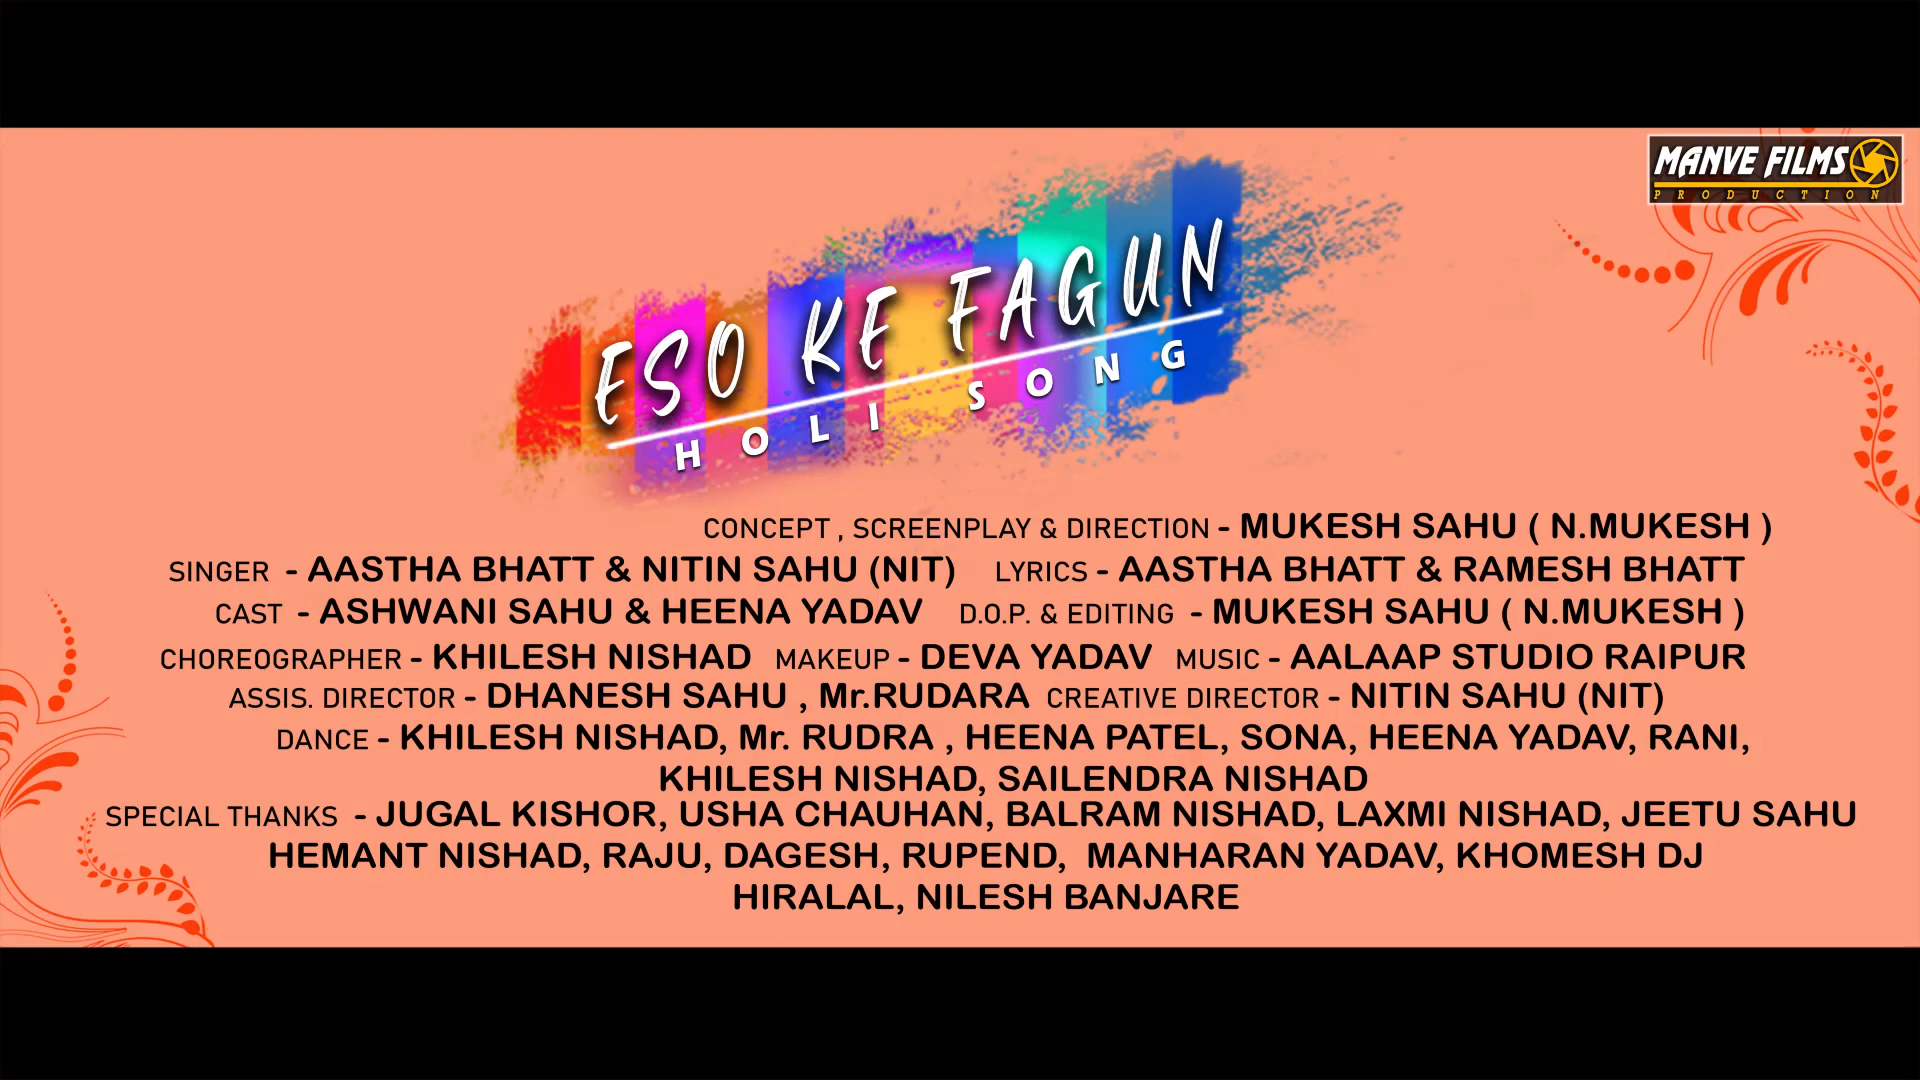 MANVE FILMS
PRODUCTION
ESO KE FAGUN
HOLI SONG
CONCEPT , SCREENPLAY & DIRECTION - MUKESH SAHU ( N.MUKESH )
SINGER - AASTHA BHATT & NITIN SAHU (NIT) LYRICS - AASTHA BHATT & RAMESH BHATT
CAST - ASHWANI SAHU & HEENA YADAV D.O.P. & EDITING - MUKESH SAHU ( N.MUKESH )
CHOREOGRAPHER - KHILESH NISHAD MAKEUP - DEVA YADAV MUSIC - AALAAP STUDIO RAIPUR
ASSIS. DIRECTOR - DHANESH SAHU , Mr.RUDARA CREATIVE DIRECTOR - NITIN SAHU (NIT)
DANCE - KHILESH NISHAD, Mr. RUDRA , HEENA PATEL, SONA, HEENA YADAV, RANI,
KHILESH NISHAD, SAILENDRA NISHAD
SPECIAL THANKS - JUGAL KISHOR, USHA CHAUHAN, BALRAM NISHAD, LAXMI NISHAD, JEETU SAHU
HEMANT NISHAD, RAJU, DAGESH, RUPEND, MANHARAN YADAV, KHOMESH DJ
HIRALAL, NILESH BANJARE